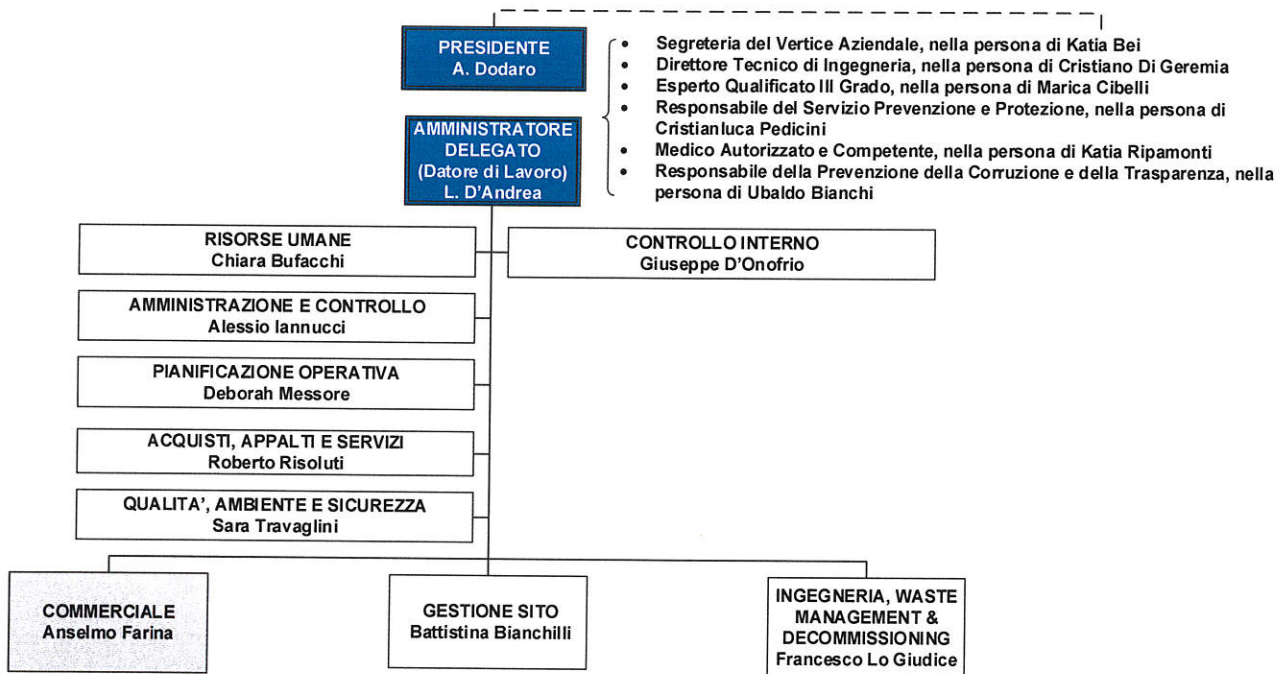 PRESIDENTE
A. Dodaro
• Segreteria del Vertice Aziendale, nella persona di Katia Bei
• Direttore Tecnico di Ingegneria, nella persona di Cristiano Di Geremia
• Esperto Qualificato III Grado, nella persona di Marica Cibelli
• Responsabile del Servizio Prevenzione e Protezione, nella persona di
Cristianluca Pedicini
• Medico Autorizzato e Competente, nella persona di Katia Ripamonti
• Responsabile della Prevenzione della Corruzione e della Trasparenza, nella
persona di Ubaldo Bianchi
AMMINISTRATORE
DELEGATO
(Datore di Lavoro)
L. D'Andrea
RISORSE UMANE
Chiara Bufacchi
CONTROLLO INTERNO
Giuseppe D'Onofrio
AMMINISTRAZIONE E CONTROLLO
Alessio Iannucci
PIANIFICAZIONE OPERATIVA
Deborah Messore
ACQUISTI, APPALTI E SERVIZI
Roberto Risoluti
QUALITA', AMBIENTE E SICUREZZA
Sara Travaglini
COMMERCIALE
Anselmo Farina
GESTIONE SITO
Battistina Bianchilli
INGEGNERIA, WASTE
MANAGEMENT &
DECOMMISSIONING
Francesco Lo Giudice